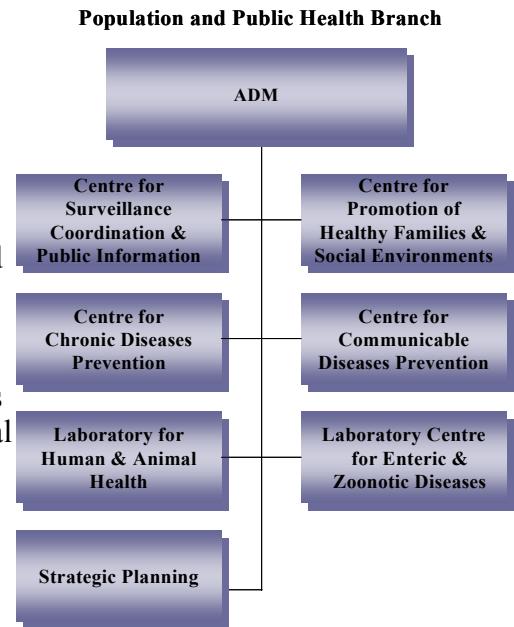 Population and Public Health Branch
ADM
Centre for
Surveillance
Coordination &
Public Information
Centre for
Promotion of
Healthy Families &
Social Environments
Centre for
Chronic Diseases
Prevention
Centre for
Communicable
Diseases Prevention
Laboratory for
Human & Animal
Health
Laboratory Centre
for Enteric &
Zoonotic Diseases
Strategic Planning